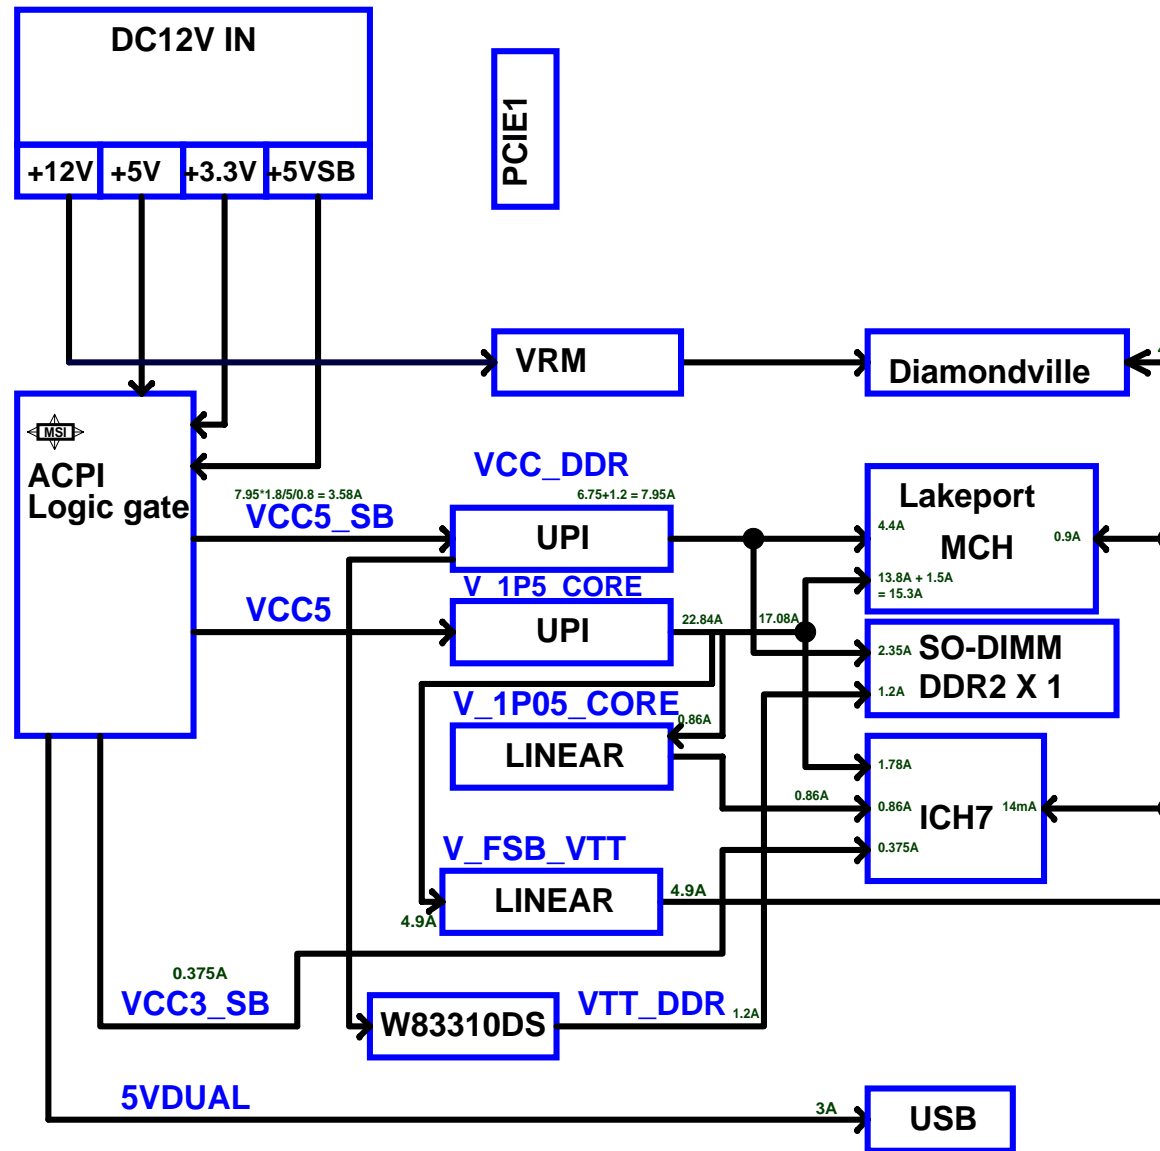 DC12V IN
+12V
+5V
+3.3V
+5VSB
PCIE1
VRM
Diamondville
MSI
ACPI
Logic gate
VCC_DDR
7.95*1.8/5/0.8 = 3.58A
6.75+1.2 = 7.95A
VCC5_SB
UPI
Lakeport
MCH
4.4A
0.9A
13.8A + 1.5A
= 15.3A
V_1P5_CORE
VCC5
UPI
22.84A
17.08A
SO-DIMM
DDR2 X 1
2.35A
1.2A
V_1P05_CORE
0.86A
LINEAR
0.86A
1.78A
0.86A
ICH7
14mA
0.375A
V_FSB_VTT
LINEAR
4.9A
4.9A
0.375A
VCC3_SB
W83310DS
VTT_DDR
1.2A
5VDUAL
3A
USB